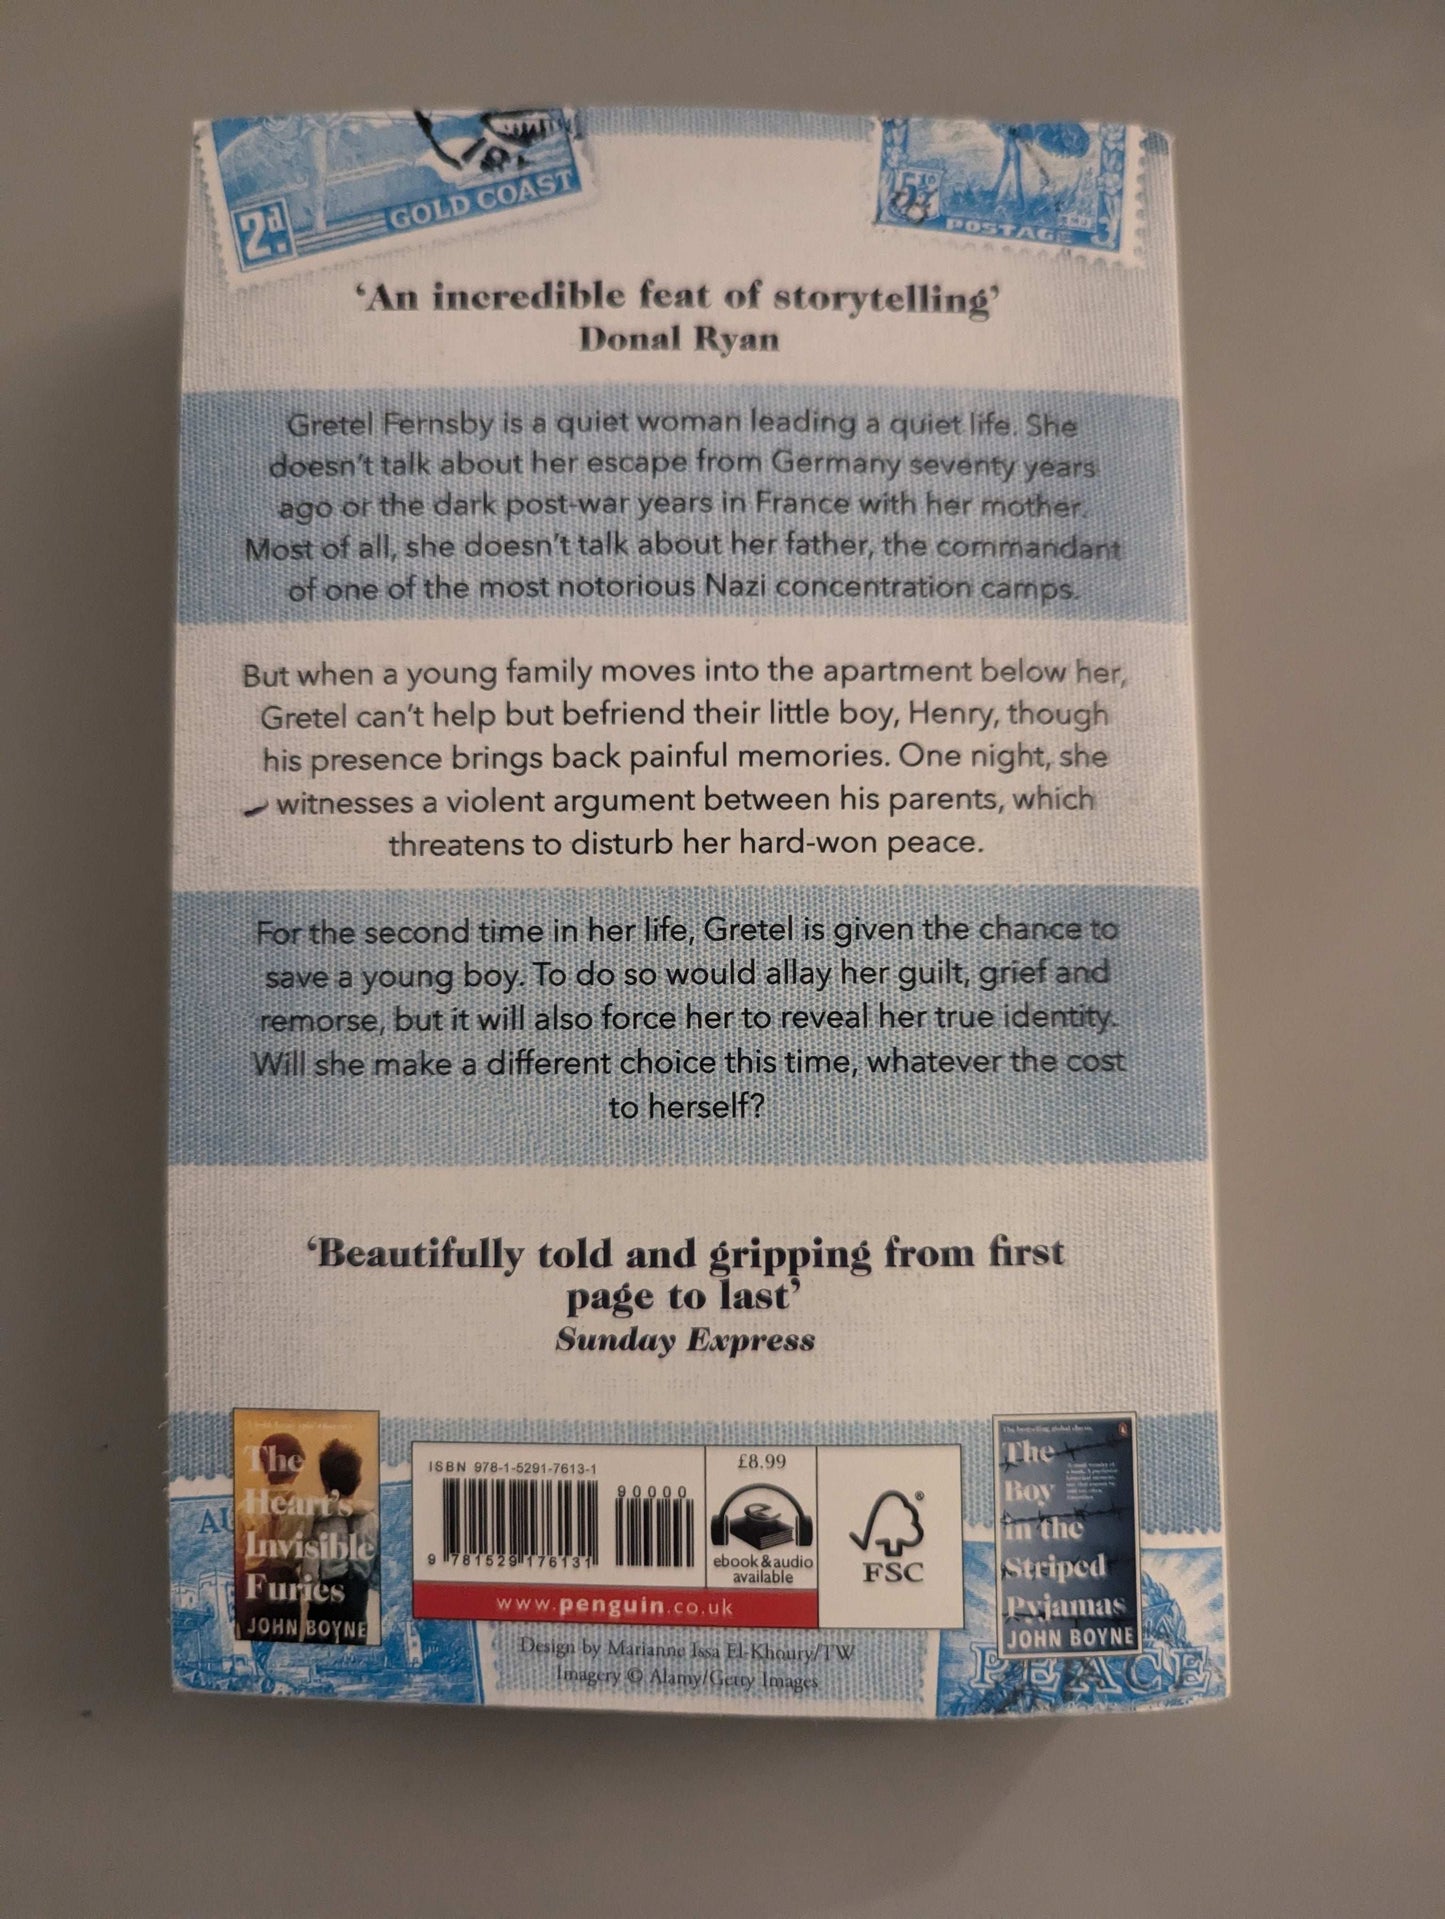 2d.
GOLD COAST
POSTAGE
‘An incredible feat of storytelling’
Donal Ryan
Gretel Fernsby is a quiet woman leading a quiet life. She
doesn’t talk about her escape from Germany seventy years
ago or the dark post-war years in France with her mother.
Most of all, she doesn’t talk about her father, the commandant
of one of the most notorious Nazi concentration camps.
But when a young family moves into the apartment below her,
Gretel can’t help but befriend their little boy, Henry, though
his presence brings back painful memories. One night, she
witnesses a violent argument between his parents, which
threatens to disturb her hard-won peace.
For the second time in her life, Gretel is given the chance to
save a young boy. To do so would allay her guilt, grief and
remorse, but it will also force her to reveal her true identity.
Will she make a different choice this time, whatever the cost
to herself?
‘Beautifully told and gripping from first
page to last’
Sunday Express
The
Heart's
Invisible
Furies
JOHN BOYNE
ISBN 978-1-5291-7613-1
90000
9 781529 176131
£8.99
ebook & audio
available
FSC
®
www.penguin.co.uk
The
Boy
in the
Striped
Pyjamas
JOHN BOYNE
Design by Marianne Issa El-Khoury/TW
Imagery © Alamy/Getty Images
PEACE